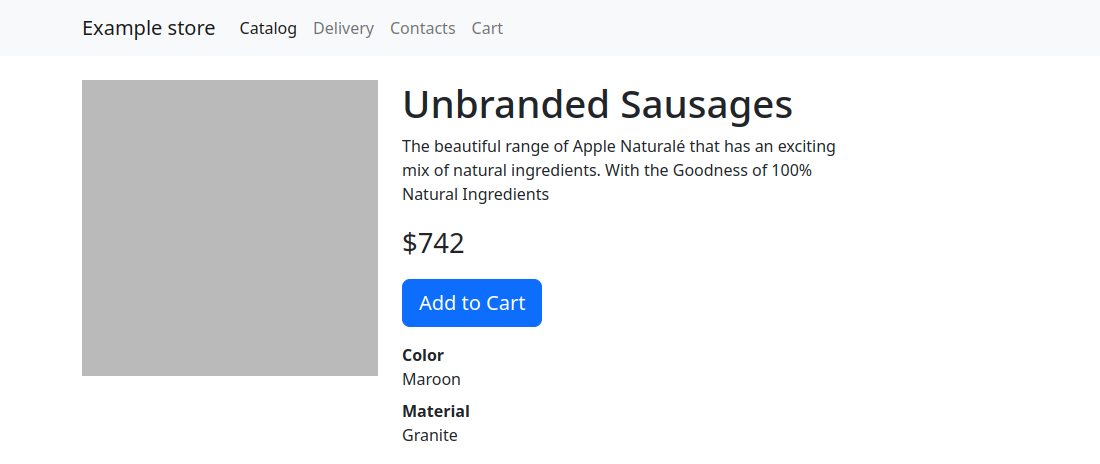 Example store Catalog Delivery Contacts Cart
Unbranded Sausages
The beautiful range of Apple Naturalé that has an exciting
mix of natural ingredients. With the Goodness of 100%
Natural Ingredients
$742
Add to Cart
Color
Maroon
Material
Granite